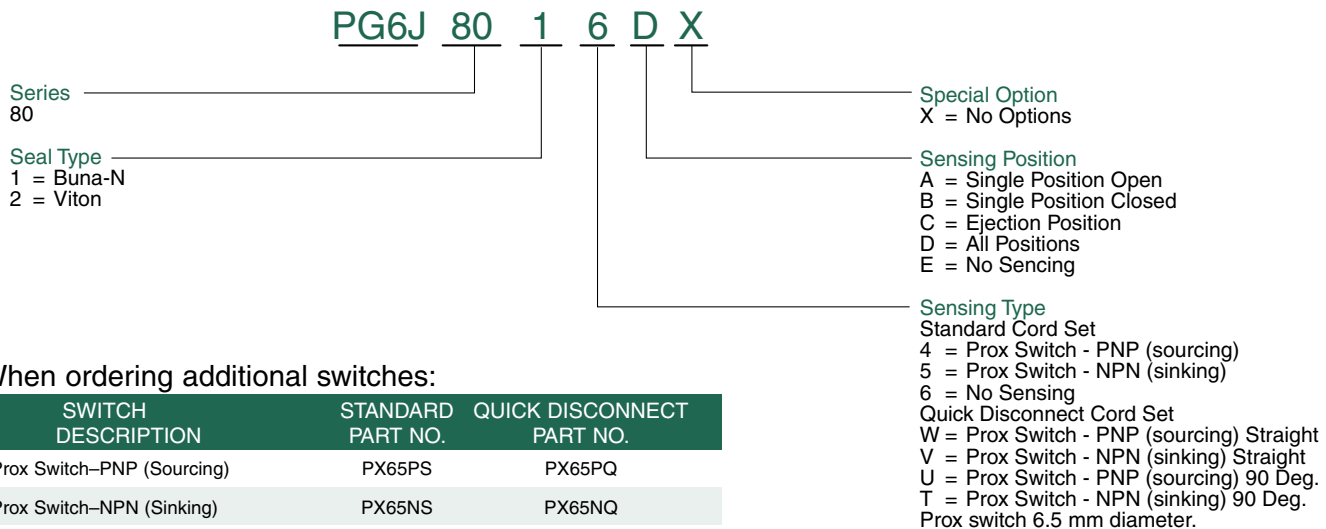 PG6J 80 1 6 D X
Series
80
Seal Type
1 = Buna-N
2 = Viton
Special Option
X = No Options
Sensing Position
A = Single Position Open
B = Single Position Closed
C = Ejection Position
D = All Positions
E = No Sencing
Sensing Type
Standard Cord Set
4 = Prox Switch - PNP (sourcing)
5 = Prox Switch - NPN (sinking)
6 = No Sensing
Quick Disconnect Cord Set
W = Prox Switch - PNP (sourcing) Straight
V = Prox Switch - NPN (sinking) Straight
U = Prox Switch - PNP (sourcing) 90 Deg.
T = Prox Switch - NPN (sinking) 90 Deg.
Prox switch 6.5 mm diameter.
When ordering additional switches:
SWITCH STANDARD QUICK DISCONNECT
DESCRIPTION PART NO. PART NO.
Prox Switch–PNP (Sourcing) PX65PS PX65PQ
Prox Switch–NPN (Sinking) PX65NS PX65NQ